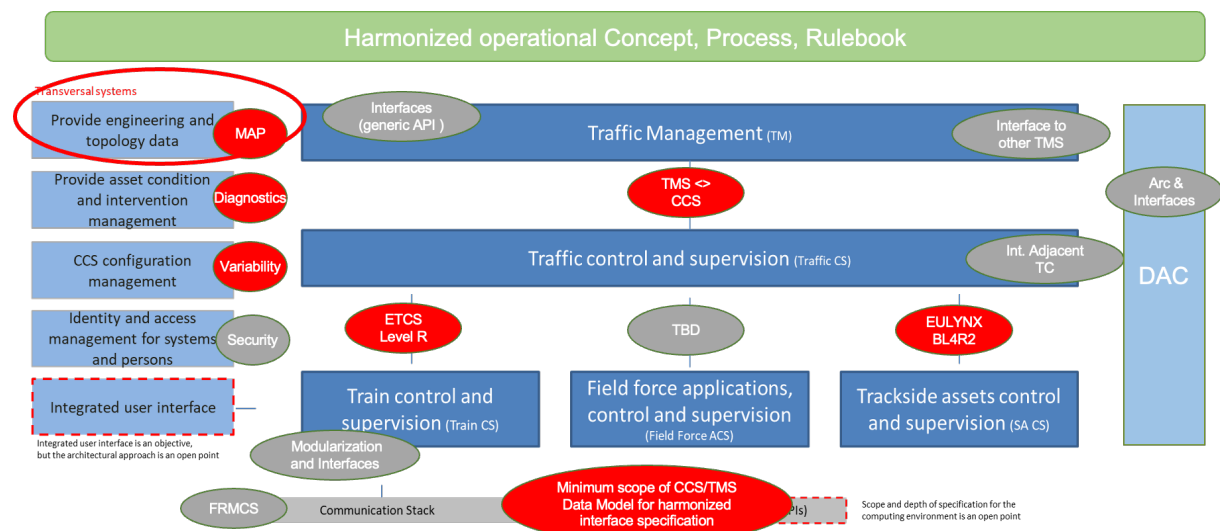 Harmonized operational Concept, Process, Rulebook
Transversal systems
Provide engineering and
topology data
MAP
Interfaces
(generic API )
Traffic Management (TM)
Interface to
other TMS
Provide asset condition
and intervention
management
Diagnostics
TMS <>
CCS
Arc &
Interfaces
CCS configuration
management
Variability
Traffic control and supervision (Traffic CS)
Int. Adjacent
TC
DAC
Identity and access
management for systems
and persons
Security
ETCS
Level R
TBD
EULYNX
BL4R2
Integrated user interface
Train control and
supervision (Train CS)
Field force applications,
control and supervision
(Field Force ACS)
Trackside assets control
and supervision (SA CS)
Integrated user interface is an objective,
but the architectural approach is an open point
Modularization
and Interfaces
FRMCS
Communication Stack
Minimum scope of CCS/TMS
Data Model for harmonized
interface specification
PIs)
Scope and depth of specification for the
computing environment is an open point